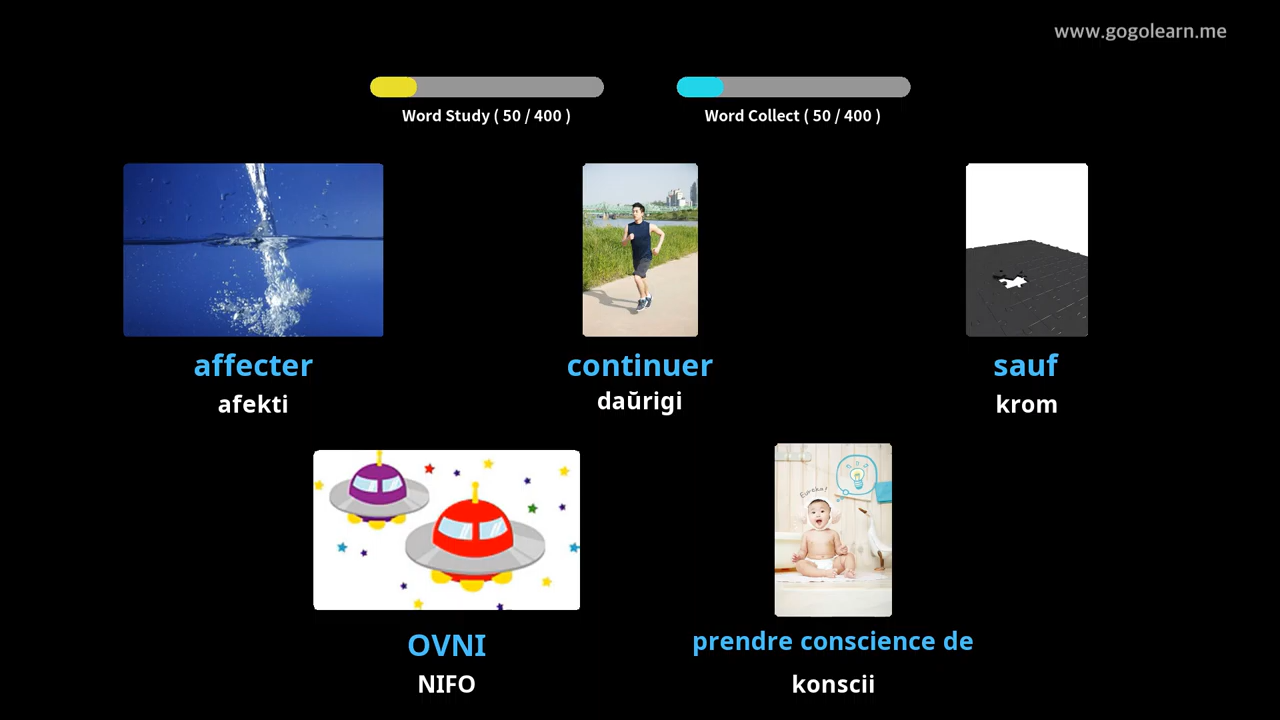 www.gogolearn.me
Word Study ( 50 / 400 )
Word Collect ( 50 / 400 )
affecter
afekti
continuer
daŭrigi
sauf
krom
Eureka!
OVNI
NIFO
prendre conscience de
konscii